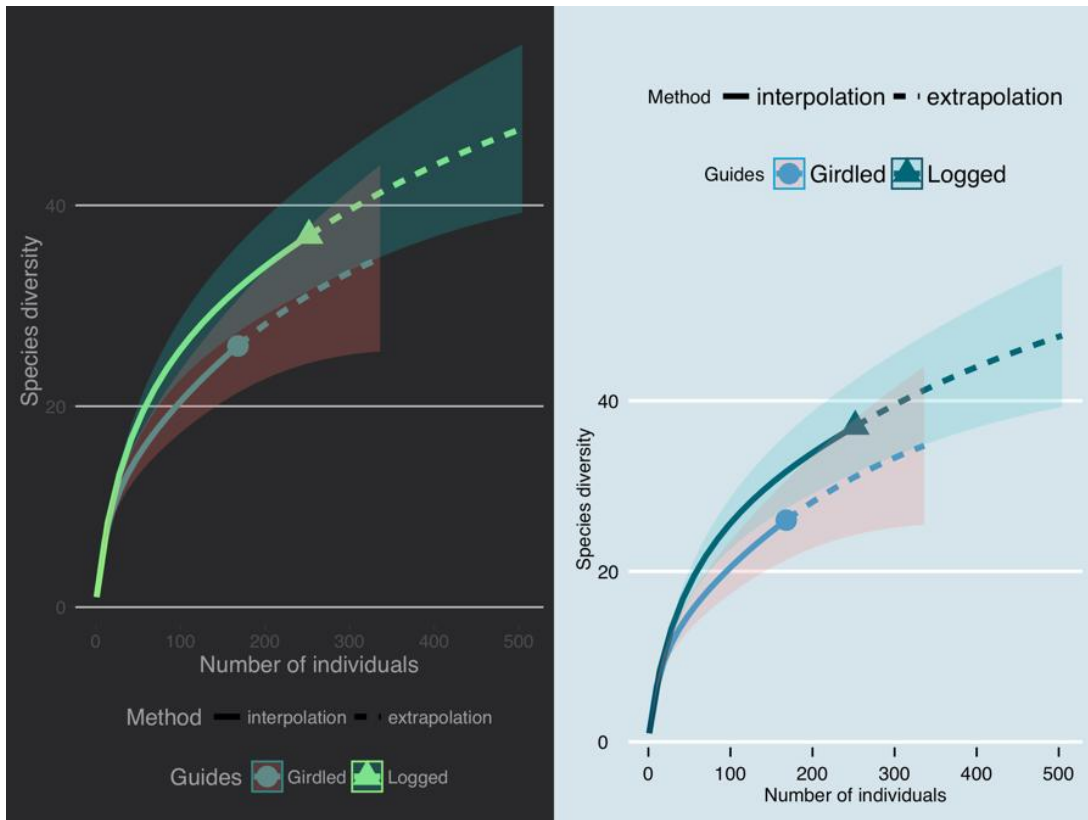 40
Species diversity
20
0
0 100 200 300 400 500
Number of individuals
Method interpolation extrapolation
Guides Girdled Logged
Method interpolation extrapolation
Guides Girdled Logged
40
Species diversity
20
0
0 100 200 300 400 500
Number of individuals